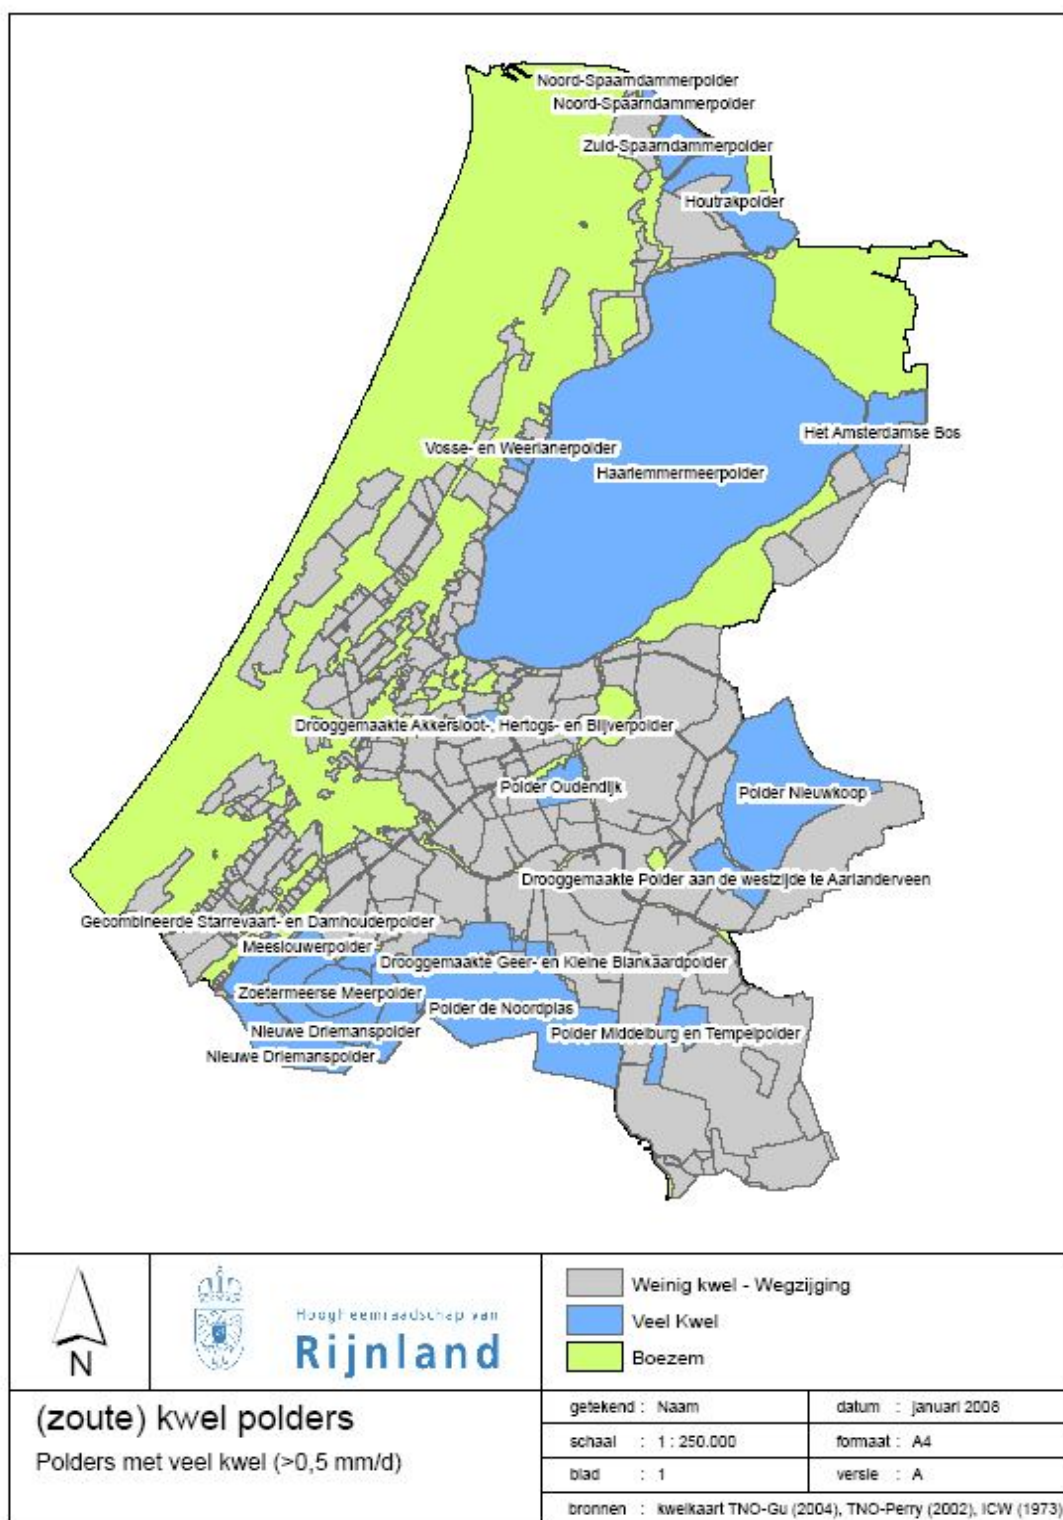 Noord-Spaarndammerpolder
Noord-Spaarndammerpolder
Zuid-Spaarndammerpolder
Houtrakpolder
Het Amsterdamse Bos
Vosse- en Weerlanerpolder
Haarlemmermeerpolder
Drooggemaakte Akkersloot-, Hertogs- en Blijverpolder
Polder Oudendijk
Polder Nieuwkoop
Drooggemaakte Polder aan de westzijde te Aarlanderveen
Gecombineerde Starrevaart- en Damhouderpolder
Meeslouwerpolder
Drooggemaakte Geer- en Kleine Blankaardpolder
Zoetermeerse Meerpolder
Polder de Noordplas
Nieuwe Driemanspolder
Polder Middelburg en Tempelpolder
Nieuwe Driemanspolder
N
Hoogheemraadschap van
Rijnland
Weinig kwel - Wegzijging
Veel Kwel
Boezem
(zoute) kwel polders
Polders met veel kwel (>0,5 mm/d)
getekend : Naam
datum : januari 2008
schaal : 1 : 250.000
formaat : A4
blad : 1
versie : A
bronnen : kwelkaart TNO-Gu (2004), TNO-Perry (2002), ICW (1973)